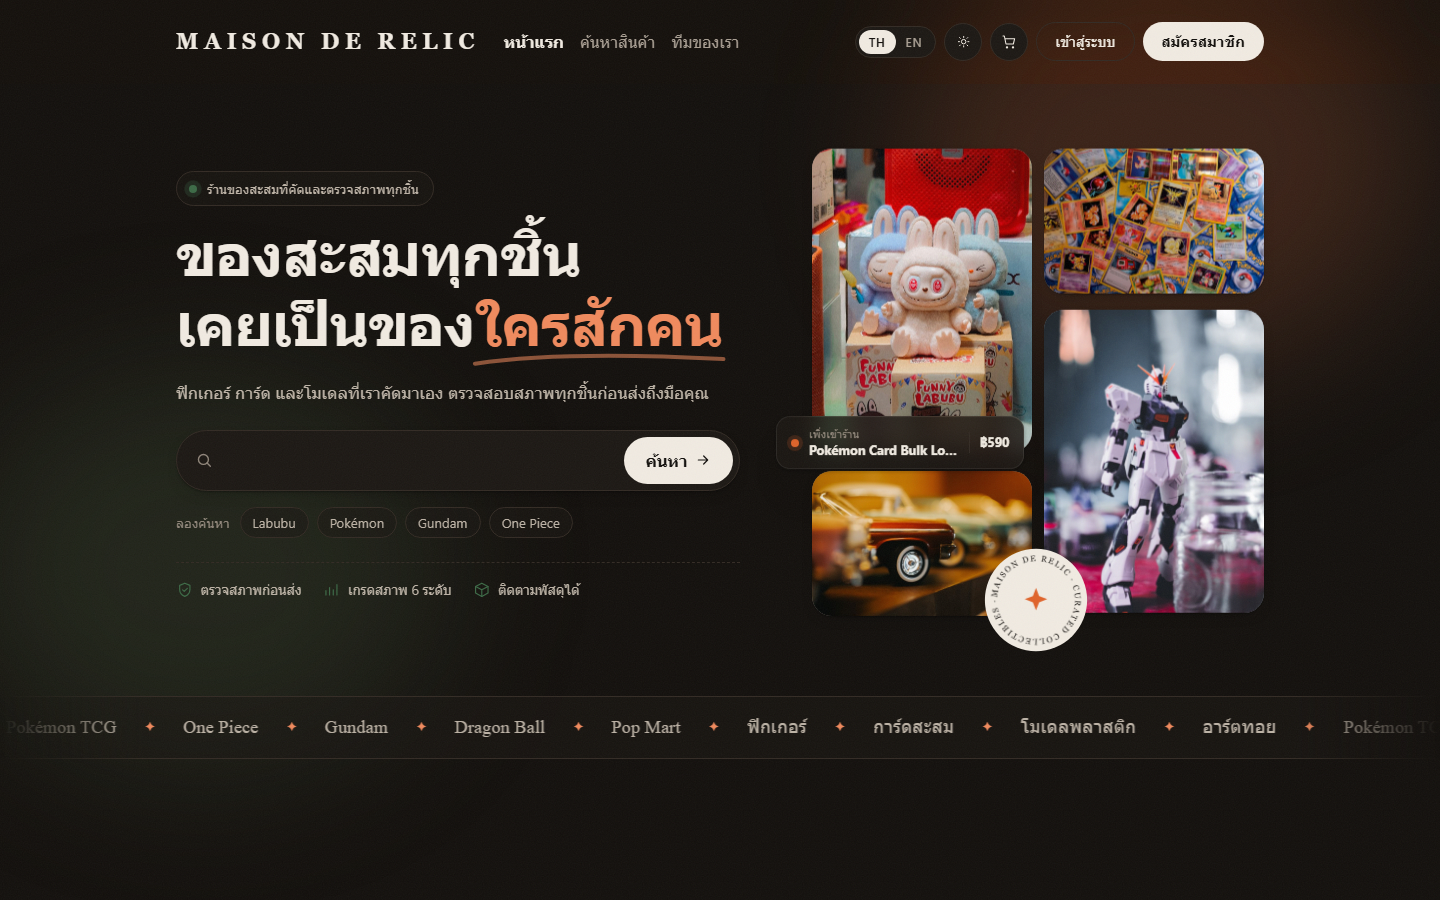 MAISON DE RELIC
หน้าแรก
ค้นหาสินค้า
ทีมของเรา
TH
EN
เข้าสู่ระบบ
สมัครสมาชิก
ร้านของสะสมที่คัดและตรวจสภาพทุกชิ้น
ของสะสมทุกชิ้น
เคยเป็นของใครสักคน
ฟิกเกอร์ การ์ด และโมเดลที่เราคัดมาเอง ตรวจสอบสภาพทุกชิ้นก่อนส่งถึงมือคุณ
ค้นหา
ลองค้นหา
Labubu
Pokémon
Gundam
One Piece
ตรวจสภาพก่อนส่ง
เกรดสภาพ 6 ระดับ
ติดตามพัสดุได้
FUNNY
LABUBU
เพิ่งเข้าร้าน
Pokémon Card Bulk Lo...
฿590
MAISON DE RELIC · CURATED COLLECTIBLES ·
Pokémon TCG ✦ One Piece ✦ Gundam ✦ Dragon Ball ✦ Pop Mart ✦ ฟิกเกอร์ ✦ การ์ดสะสม ✦ โมเดลพลาสติก ✦ อาร์ตทอย ✦ Pokémon TC